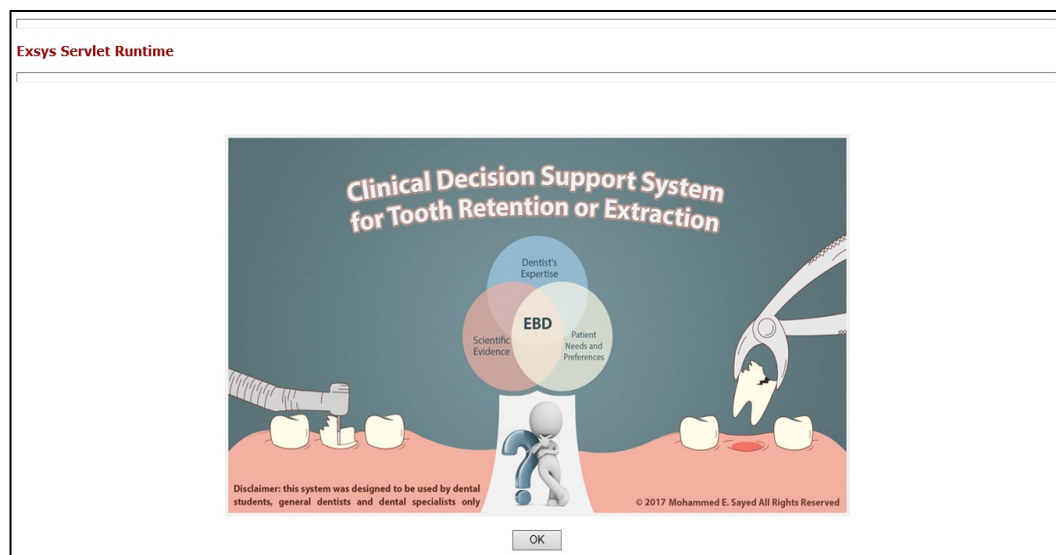 Exsys Servlet Runtime
Clinical Decision Support System
for Tooth Retention or Extraction
Dentist's
Expertise
EBD
Scientific
Evidence
Patient
Needs and
Preferences
Disclaimer: this system was designed to be used by dental
students, general dentists and dental specialists only
© 2017 Mohammed E. Sayed All Rights Reserved
OK